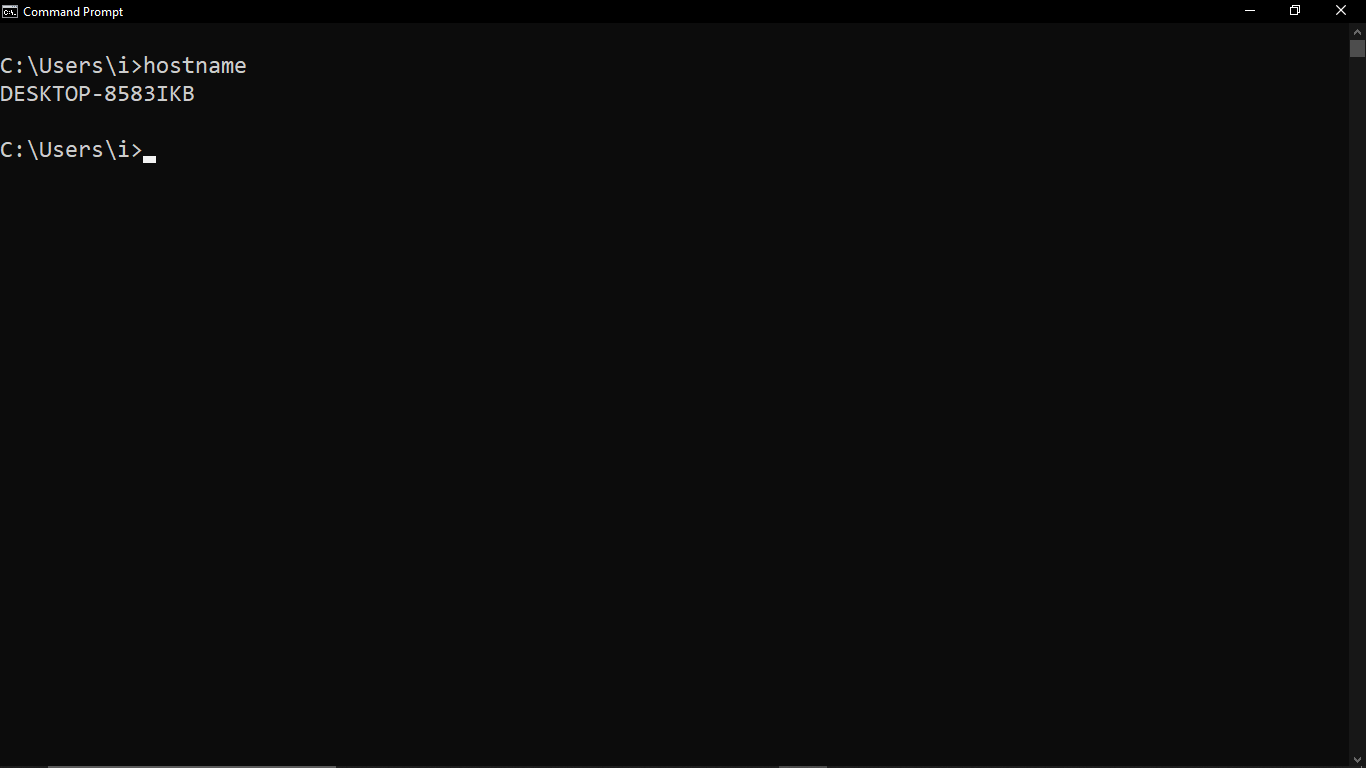 Command Prompt
C:\Users\i>hostname
DESKTOP-8583IKB
C:\Users\i>